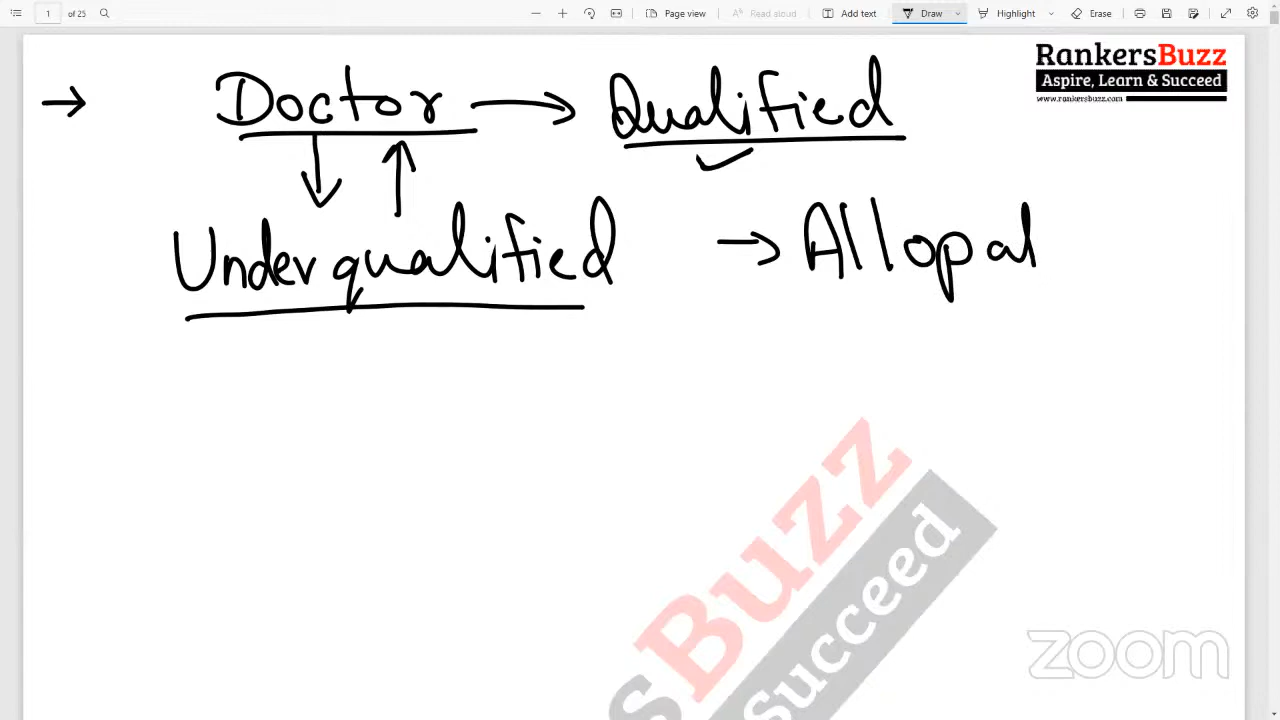 1 of 25 Page view Read aloud Add text Draw Highlight Erase
RankersBuzz
Aspire, Learn & Succeed
www.rankersbuzz.com
→ Doctor → Qualified
Underqualified → Allopat
sBuzz
succeed
zoom